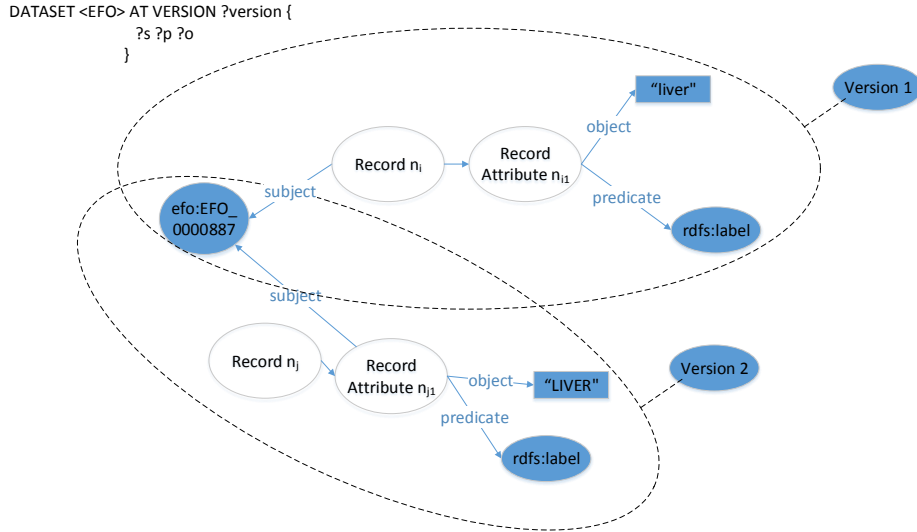 DATASET <EFO> AT VERSION ?version {
?s ?p ?o
}
“liver"
Version 1
object
Record nᵢ
Record
Attribute nᵢ₁
subject
predicate
efo:EFO_
0000887
rdfs:label
subject
Record nⱼ
Record
Attribute nⱼ₁
Version 2
object
“LIVER"
predicate
rdfs:label